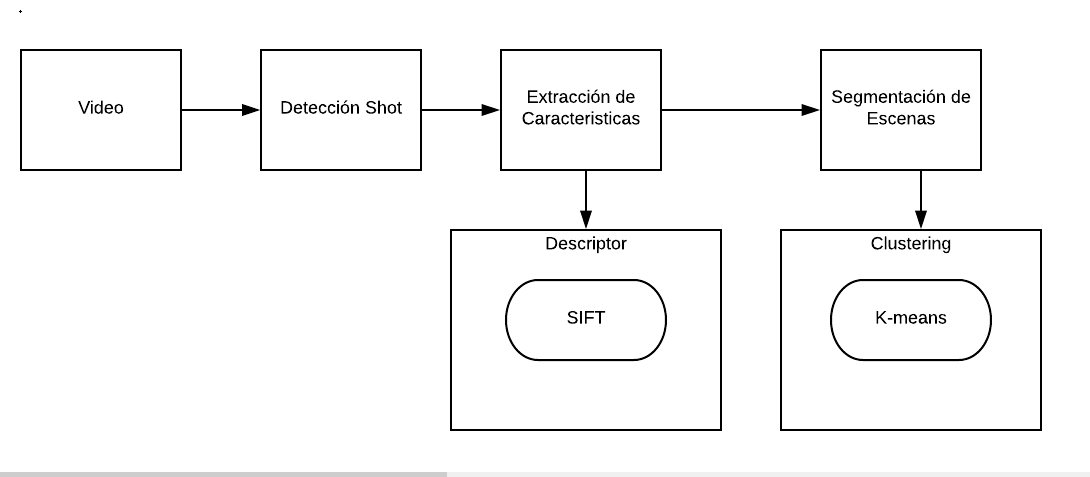 Video
Detección Shot
Extracción de
Caracteristicas
Segmentación de
Escenas
Descriptor
SIFT
Clustering
K-means